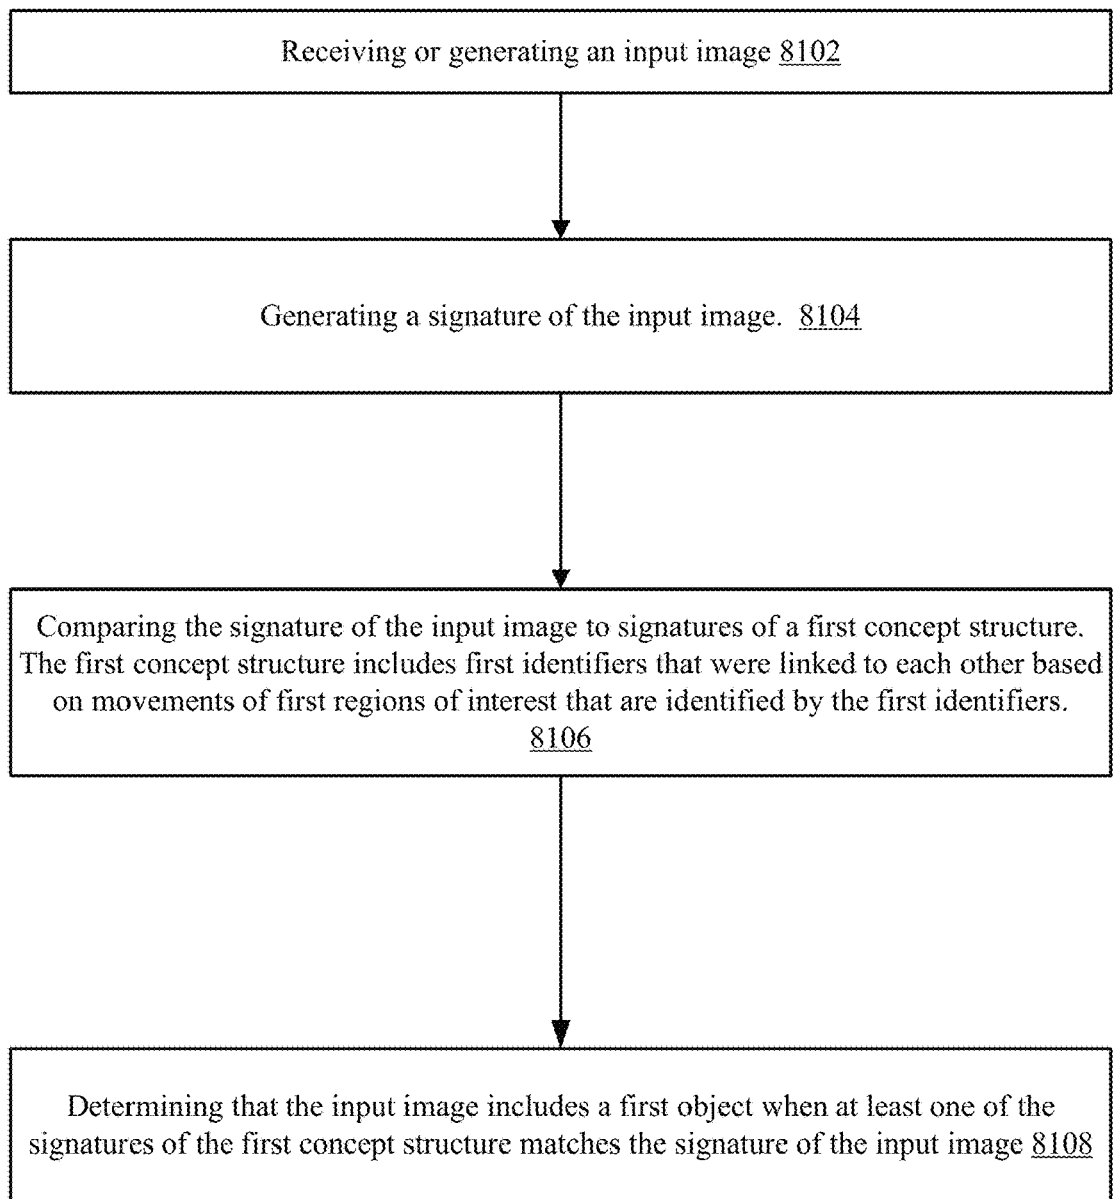 Receiving or generating an input image 8102
Generating a signature of the input image. 8104
Comparing the signature of the input image to signatures of a first concept structure.
The first concept structure includes first identifiers that were linked to each other based
on movements of first regions of interest that are identified by the first identifiers.
8106
Determining that the input image includes a first object when at least one of the
signatures of the first concept structure matches the signature of the input image 8108